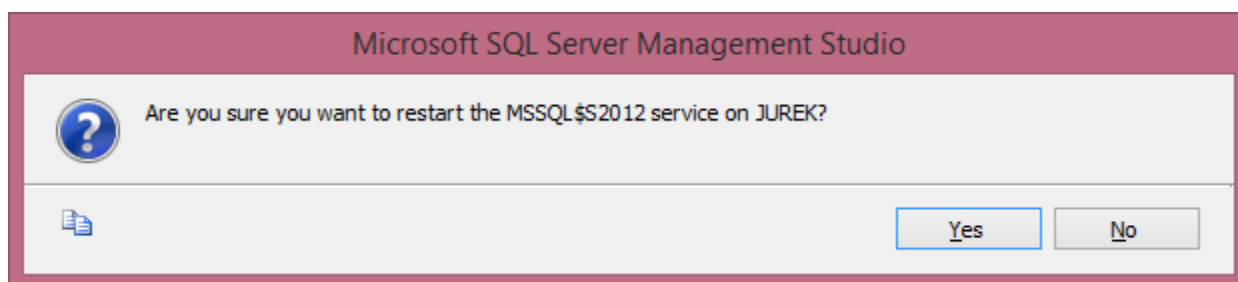 Microsoft SQL Server Management Studio
Are you sure you want to restart the MSSQL$S2012 service on JUREK?
Yes
No